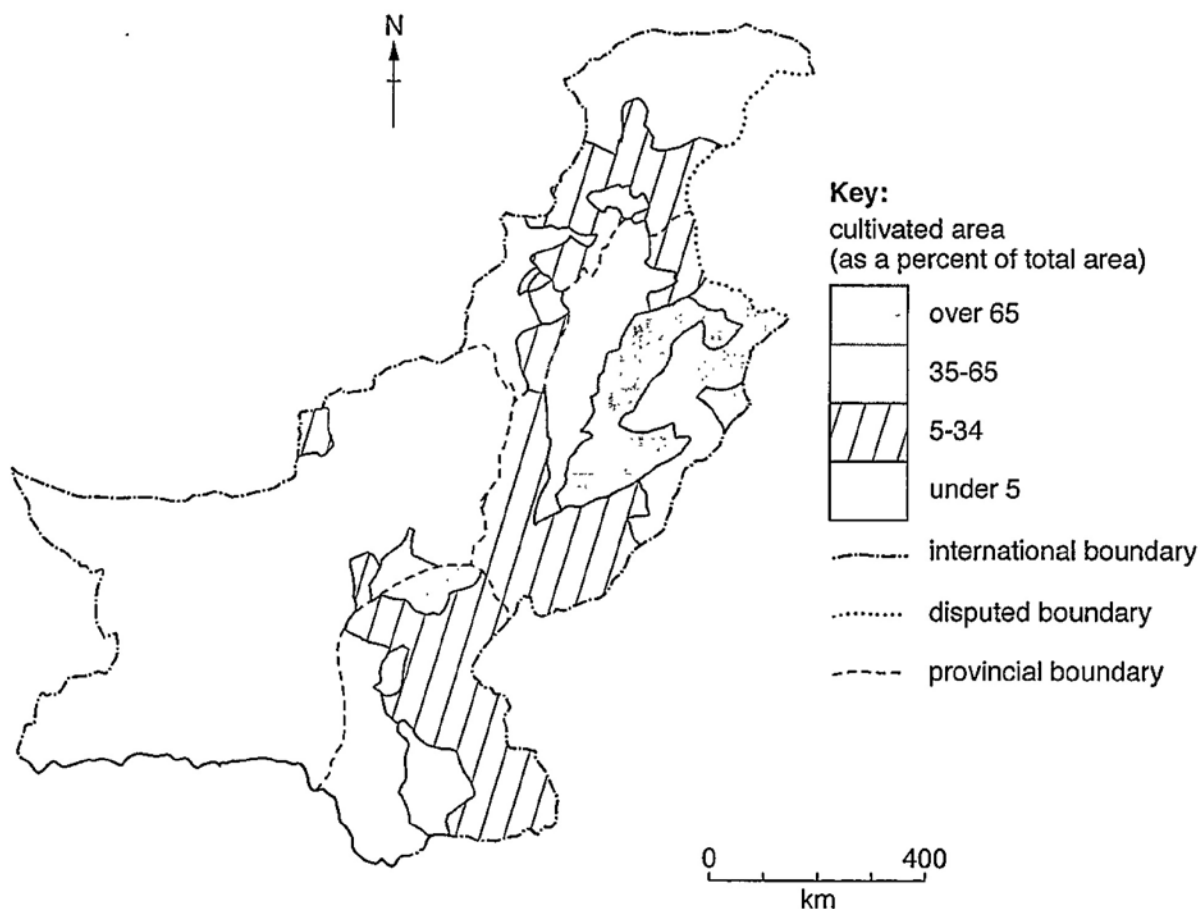 N
Key:
cultivated area
(as a percent of total area)
over 65
35-65
5-34
under 5
international boundary
disputed boundary
provincial boundary
0 400
km